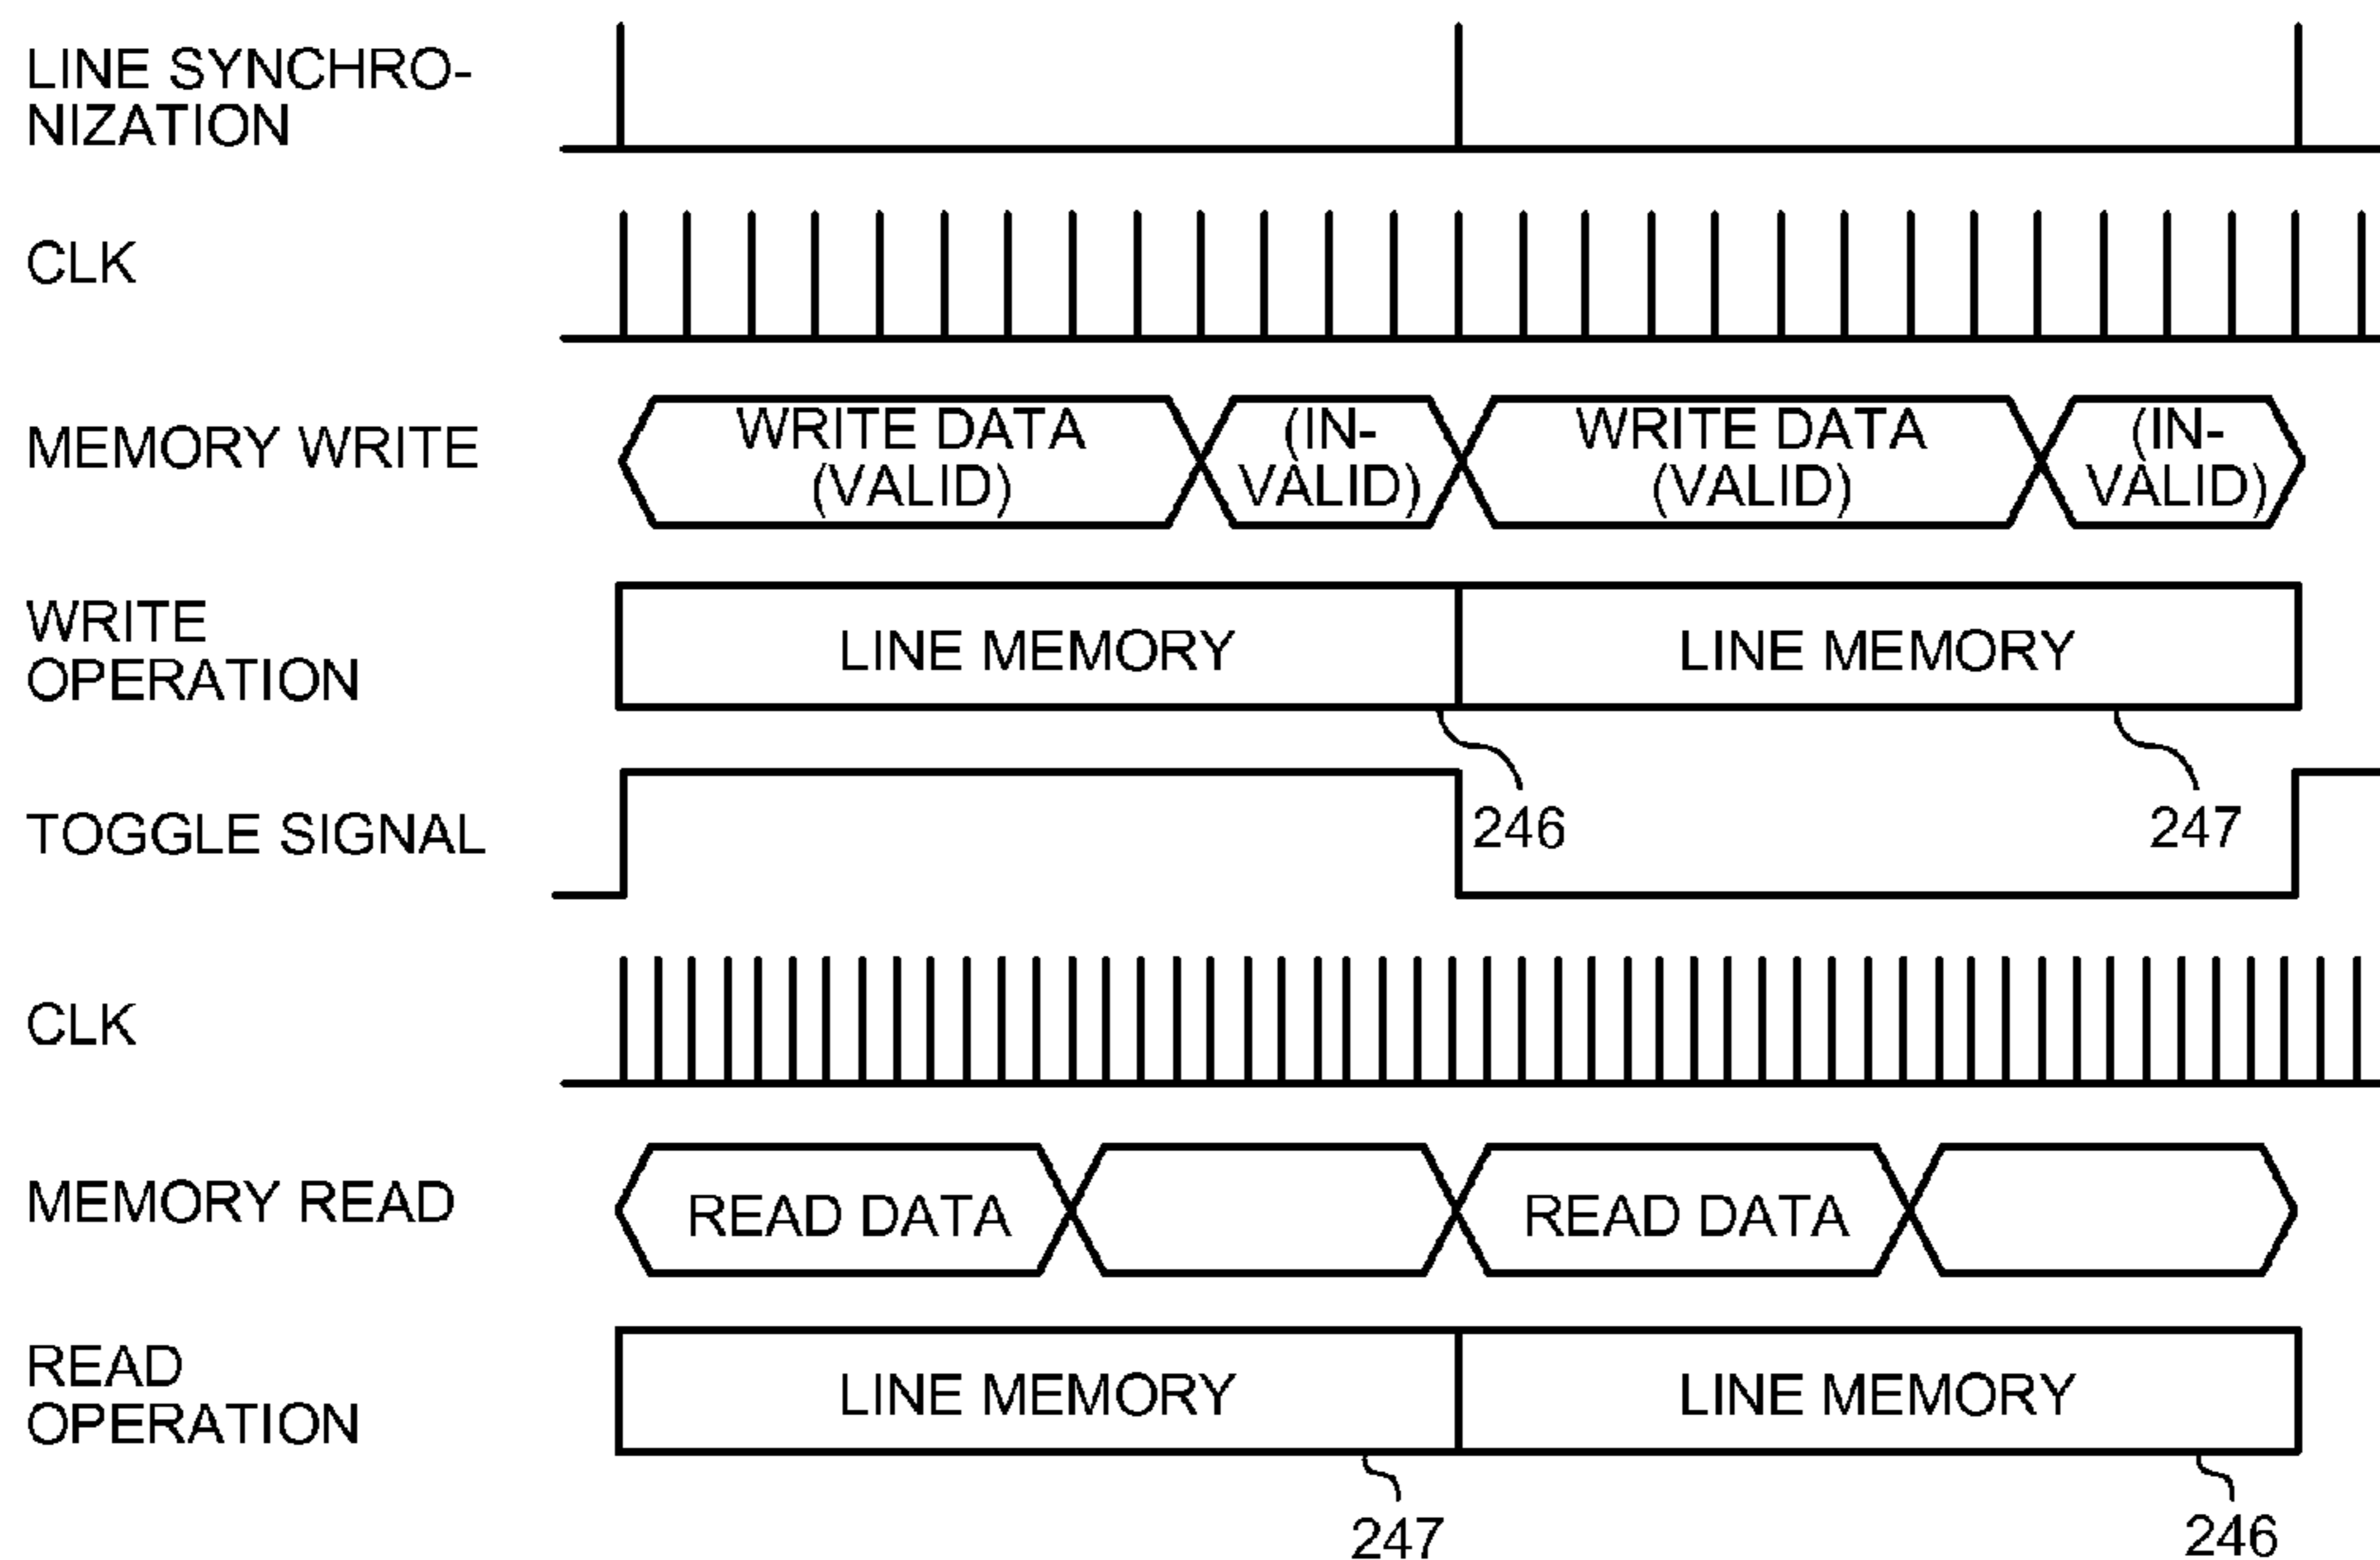 LINE SYNCHRO-
NIZATION
CLK
MEMORY WRITE
WRITE DATA
(VALID)
(IN-
VALID)
WRITE DATA
(VALID)
(IN-
VALID)
WRITE
OPERATION
LINE MEMORY
LINE MEMORY
246
247
TOGGLE SIGNAL
CLK
MEMORY READ
READ DATA
READ DATA
READ
OPERATION
LINE MEMORY
LINE MEMORY
247
246